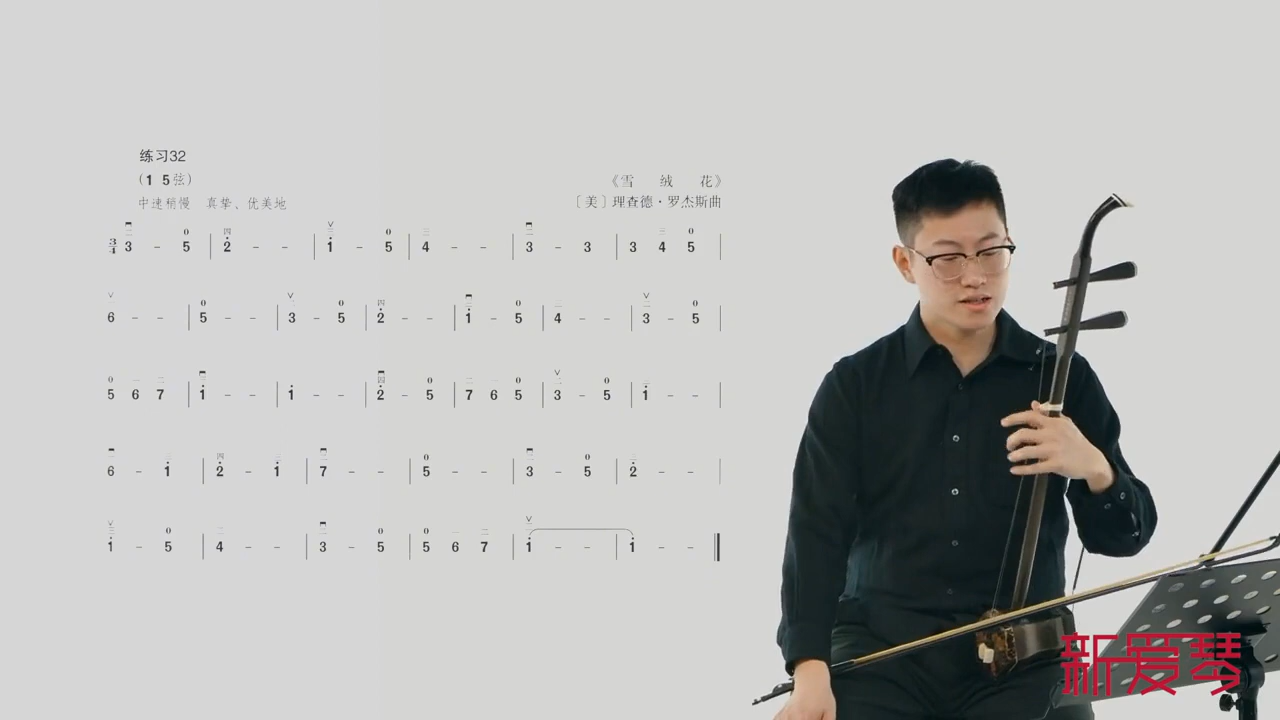 练习32
(1 5弦)
《雪 绒 花》
中速稍慢 真挚、优美地
[美]理查德·罗杰斯曲
3/4 3 - 5 | 2 - - | 1 - 5 | 4 - - | 3 - 3 | 3 4 5 |
6 - - | 5 - - | 3 - 5 | 2 - - | 1 - 5 | 4 - - | 3 - 5 |
5 6 7 | 1 - - | 1 - - | 2 - 5 | 7 6 5 | 3 - 5 | 1 - - |
6 - 1 | 2 - 1 | 7 - - | 5 - - | 3 - 5 | 2 - - |
1 - 5 | 4 - - | 3 - 5 | 5 6 7 | 1 - - | 1 - - ‖
新爱琴